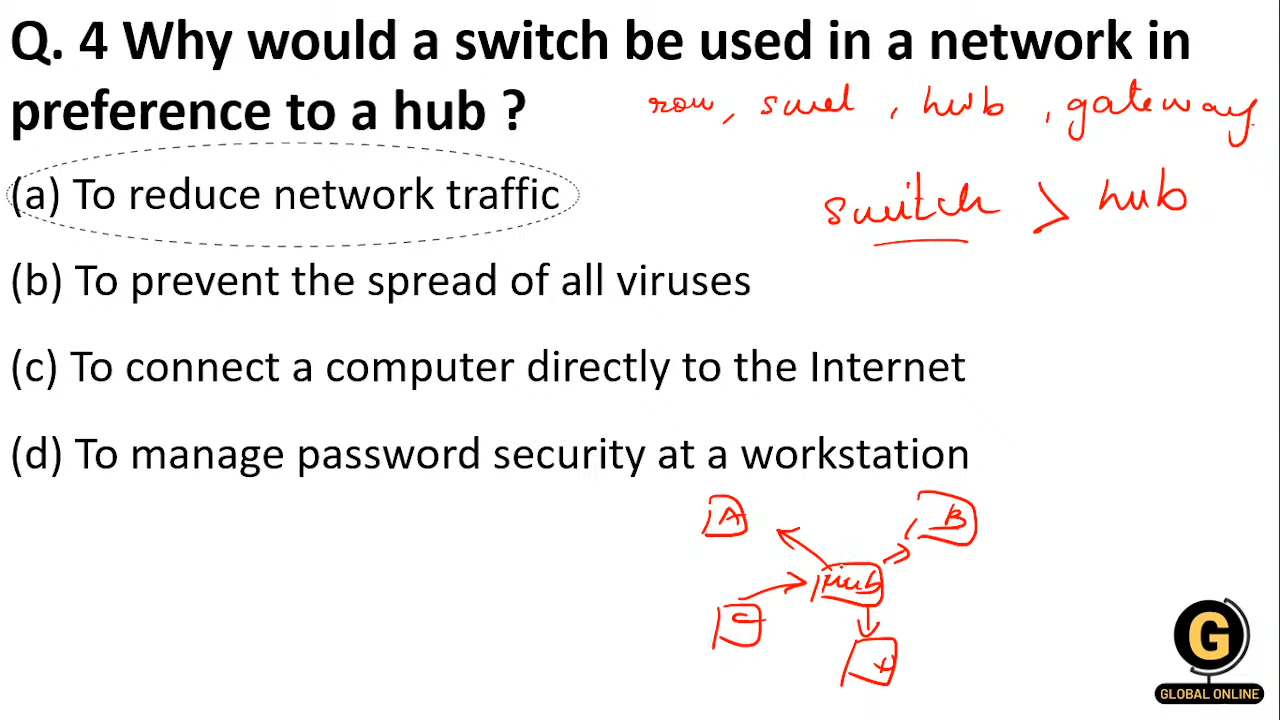 Q. 4 Why would a switch be used in a network in
preference to a hub ?
, hub , gateway
(a) To reduce network traffic
switch > hub
(b) To prevent the spread of all viruses
(c) To connect a computer directly to the Internet
(d) To manage password security at a workstation
A
B
Hub
C
G
GLOBAL ONLINE